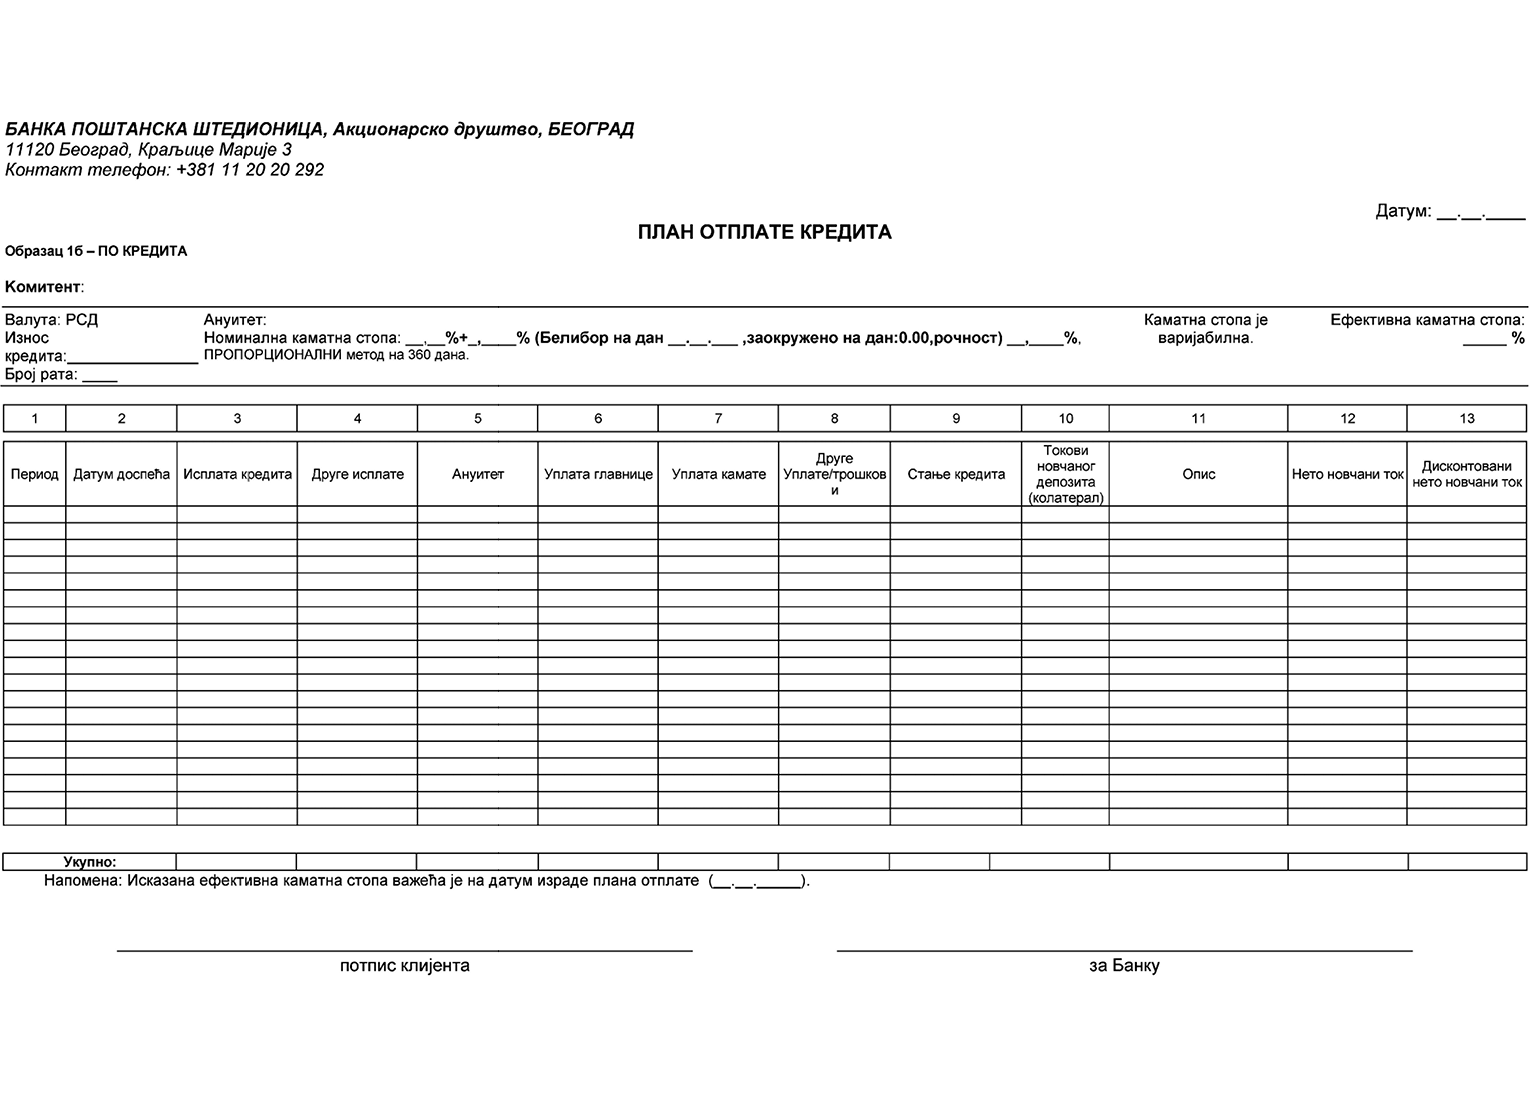 БАНКА ПОШТАНСКА ШТЕДИОНИЦА, Акционарско друштво, БЕОГРАД
11120 Београд, Краљице Марије 3
Контакт телефон: +381 11 20 20 292
Датум: __.__.____
ПЛАН ОТПЛАТЕ КРЕДИТА
Образац 1б – ПО КРЕДИТА
Комитент:
Валута: РСД
Износ
кредита:_______________
Број рата: ____
Ануитет:
Номинална каматна стопа: __,__%+_,____% (Белибор на дан __.__.___ ,заокружено на дан:0.00,рочност) __,____%,
ПРОПОРЦИОНАЛНИ метод на 360 дана.
Каматна стопа је
варијабилна.
Ефективна каматна стопа:
_____ %
1 2 3 4 5 6 7 8 9 10 11 12 13
Период
Датум доспећа
Исплата кредита
Друге исплате
Ануитет
Уплата главнице
Уплата камате
Друге
Уплате/трошков
и
Стање кредита
Токови
новчаног
депозита
(колатерал)
Опис
Нето новчани ток
Дисконтовани
нето новчани ток
Укупно:
Напомена: Исказана ефективна каматна стопа важећа је на датум израде плана отплате (__.__._____).
потпис клијента
за Банку